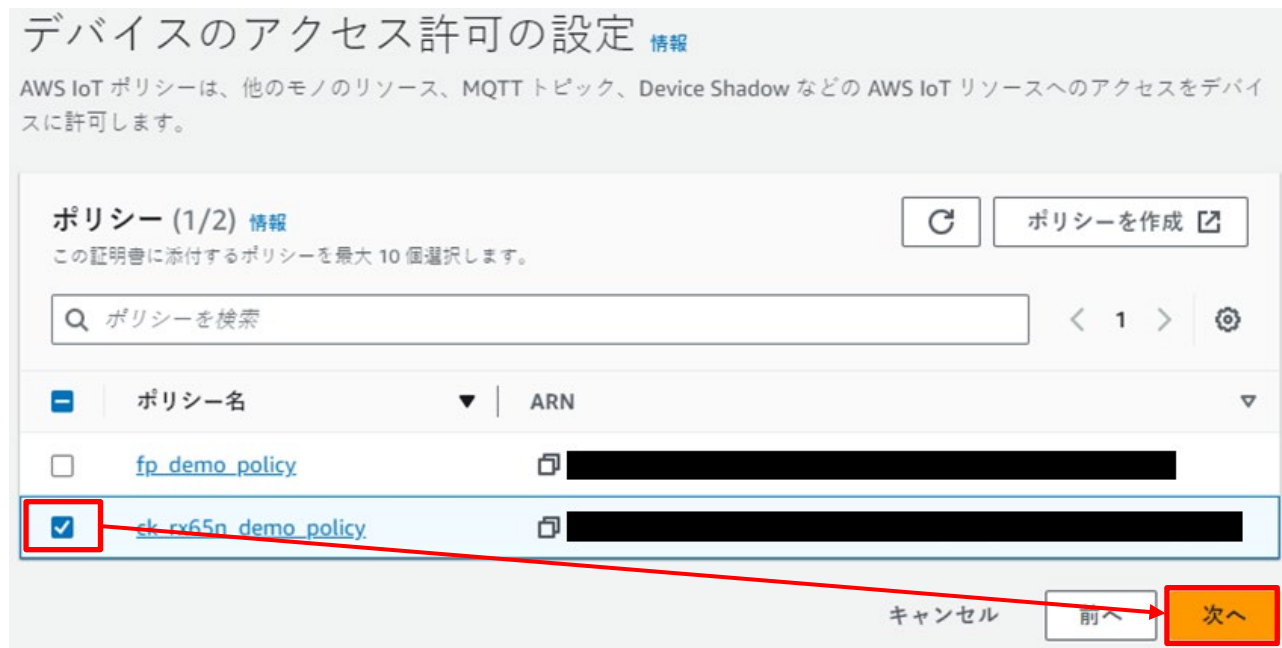 デバイスのアクセス許可の設定 情報
AWS IoT ポリシーは、他のモノのリソース、MQTT トピック、Device Shadow などの AWS IoT リソースへのアクセスをデバイ
スに許可します。
ポリシー (1/2) 情報
ポリシーを作成
この証明書に添付するポリシーを最大 10 個選択します。
ポリシーを検索
1
ポリシー名 ARN
fp_demo_policy
ck_rx65n_demo_policy
キャンセル 前へ 次へ